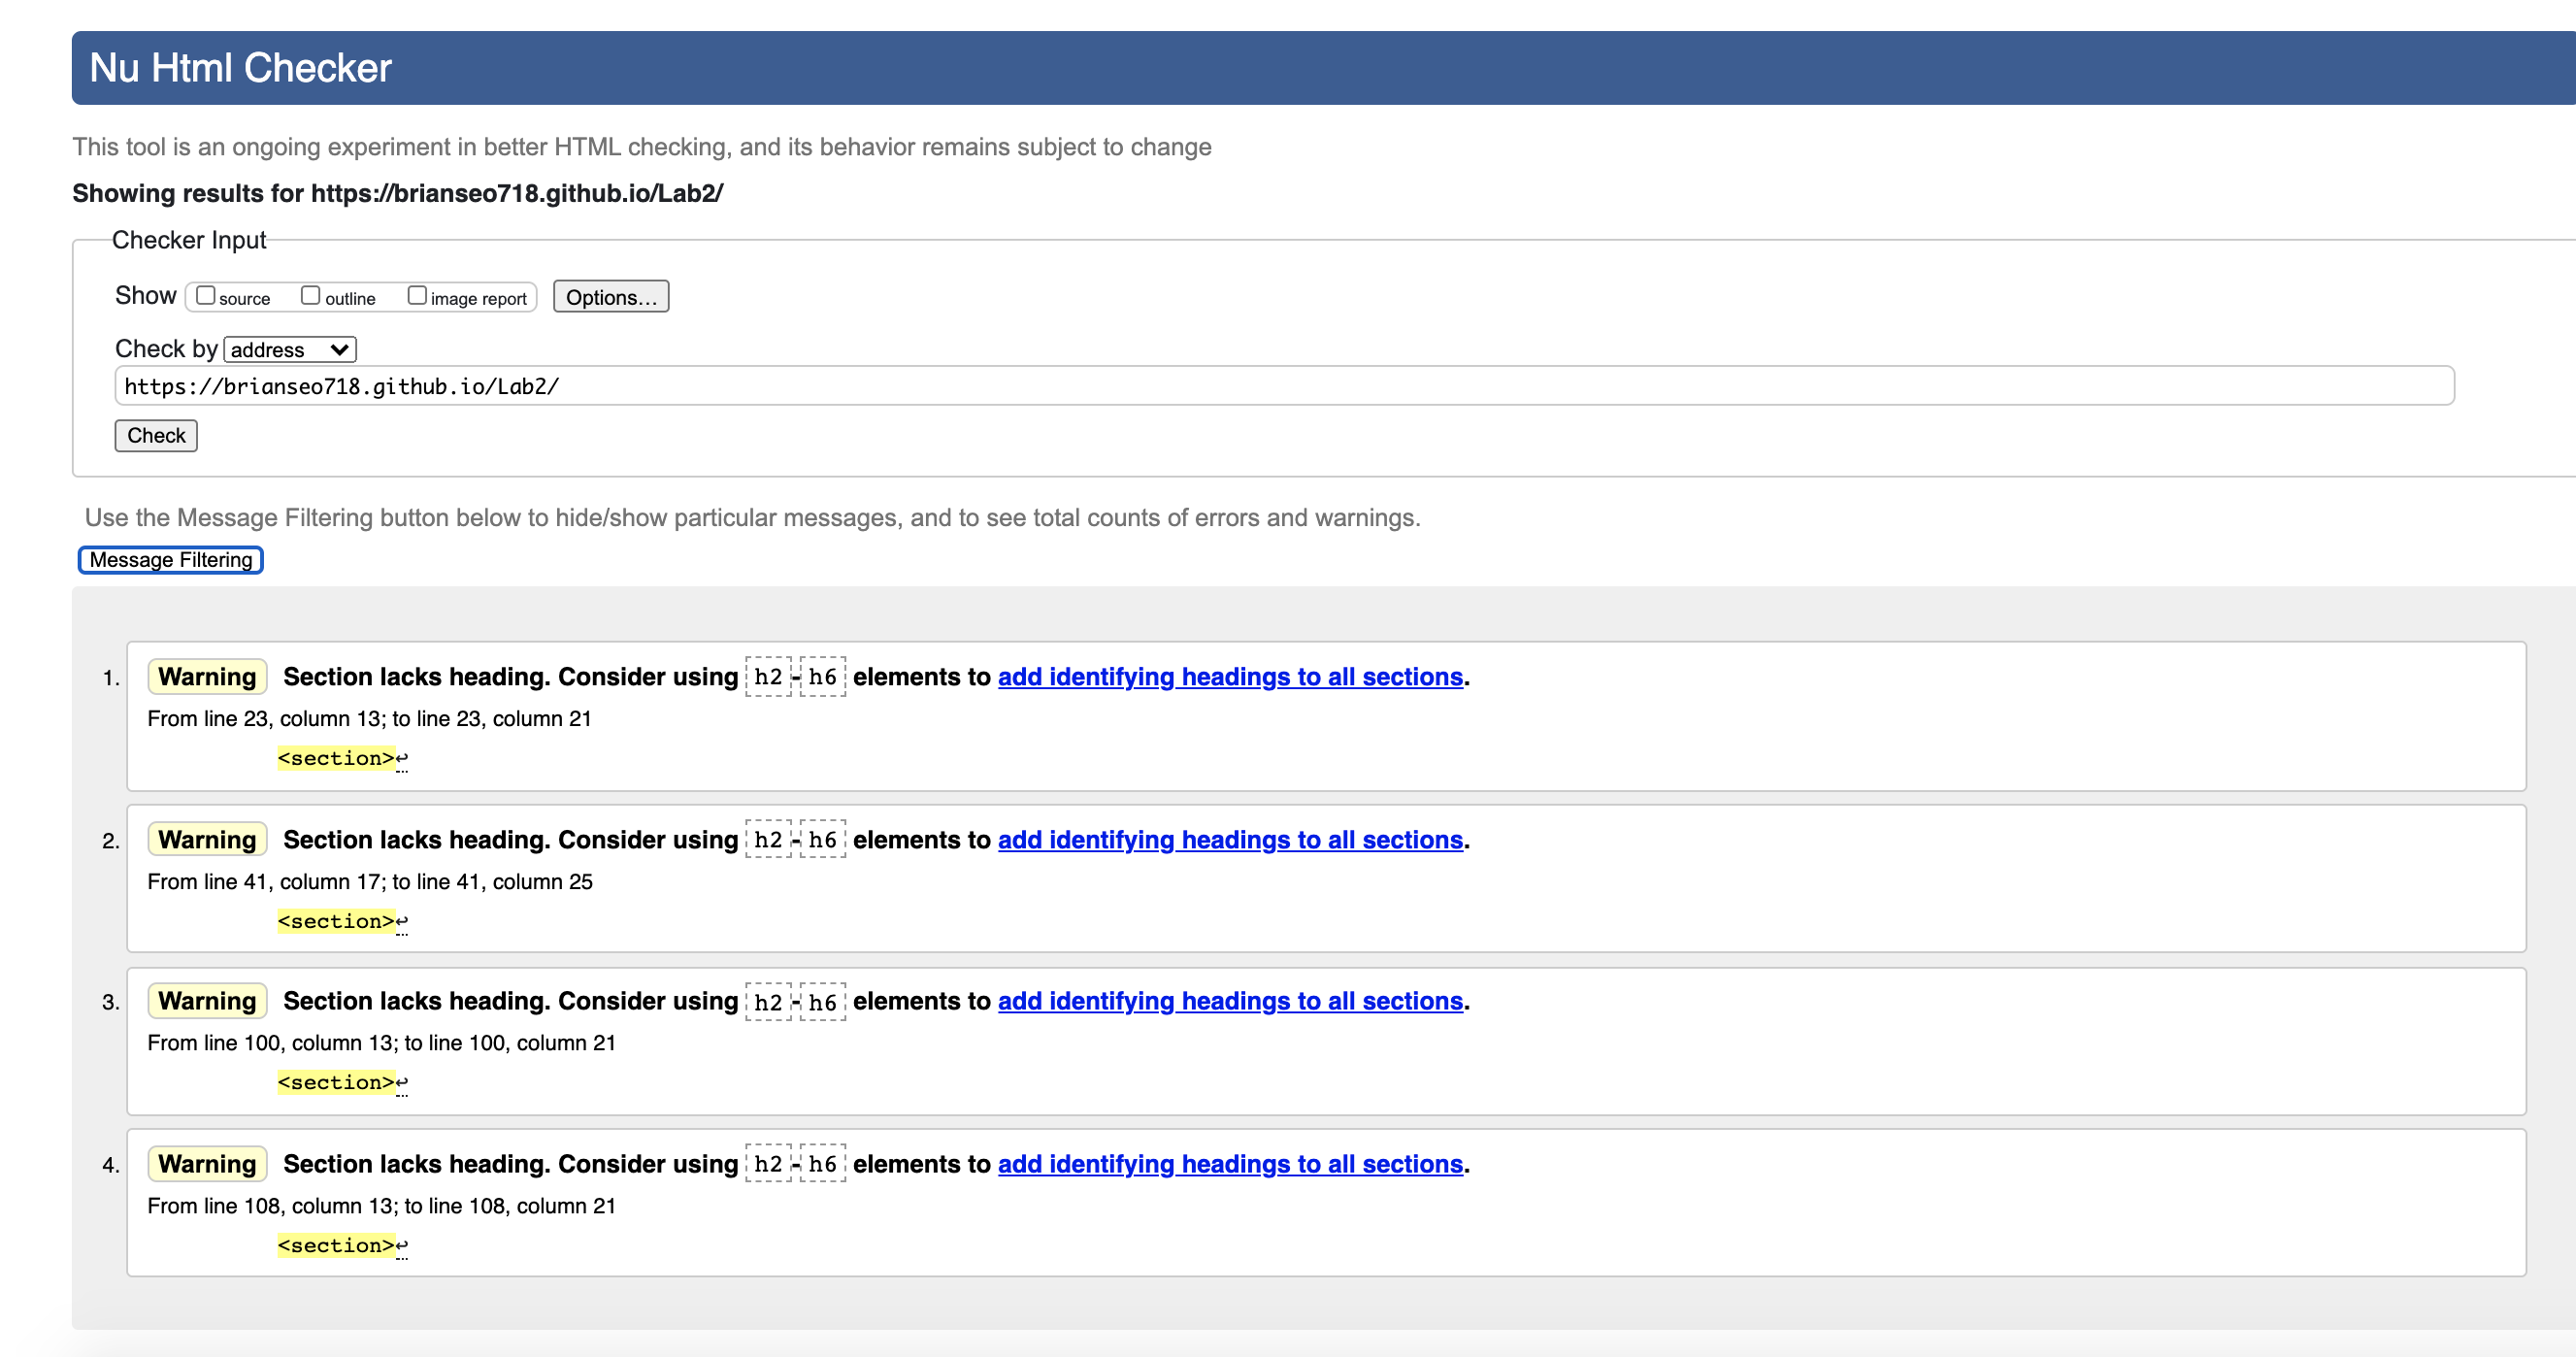 Nu Html Checker
This tool is an ongoing experiment in better HTML checking, and its behavior remains subject to change
Showing results for https://brianseo718.github.io/Lab2/
Checker Input
Show source outline image report Options…
Check by address
https://brianseo718.github.io/Lab2/
Check
Use the Message Filtering button below to hide/show particular messages, and to see total counts of errors and warnings.
Message Filtering
1. Warning Section lacks heading. Consider using h2-h6 elements to add identifying headings to all sections.
From line 23, column 13; to line 23, column 21
<section>↩
2. Warning Section lacks heading. Consider using h2-h6 elements to add identifying headings to all sections.
From line 41, column 17; to line 41, column 25
<section>↩
3. Warning Section lacks heading. Consider using h2-h6 elements to add identifying headings to all sections.
From line 100, column 13; to line 100, column 21
<section>↩
4. Warning Section lacks heading. Consider using h2-h6 elements to add identifying headings to all sections.
From line 108, column 13; to line 108, column 21
<section>↩